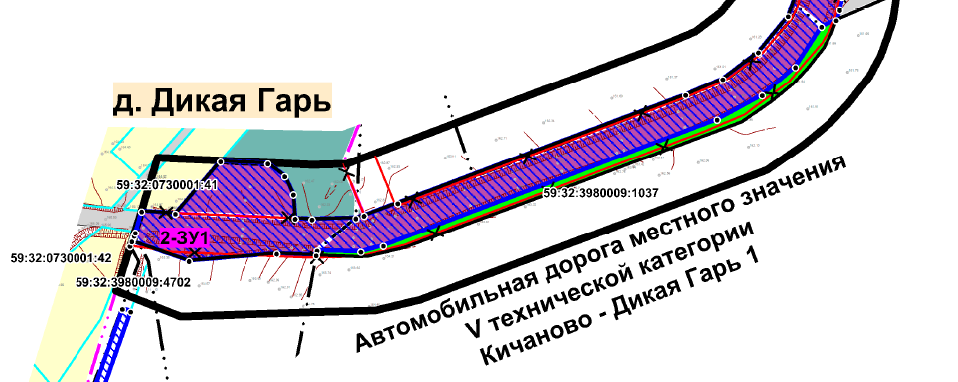 д. Дикая Гарь
59:32:0730001:41
59:32:3980009:1037
2-ЗУ1
59:32:0730001:42
59:32:3980009:4702
Автомобильная дорога местного значения
V технической категории
Кичаново - Дикая Гарь 1